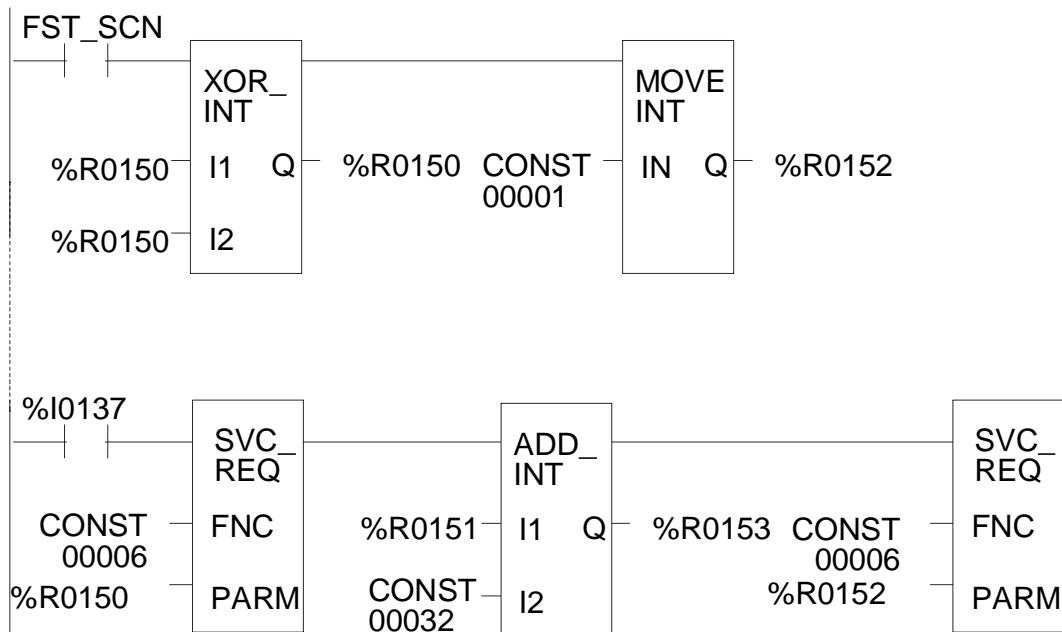 FST_SCN
XOR_
INT
MOVE
INT
%R0150 I1 Q %R0150 CONST
00001 IN Q %R0152
%R0150 I2
%I0137
SVC_
REQ
ADD_
INT
SVC_
REQ
CONST
00006 FNC %R0151 I1 Q %R0153 CONST
00006 FNC
%R0150 PARM CONST
00032 I2 %R0152 PARM